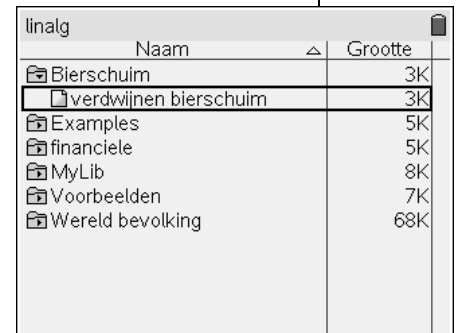 linalg
Naam Grootte
Bierschuim 3K
verdwijnen bierschuim 3K
Examples 5K
financiele 5K
MyLib 8K
Voorbeelden 7K
Wereld bevolking 68K